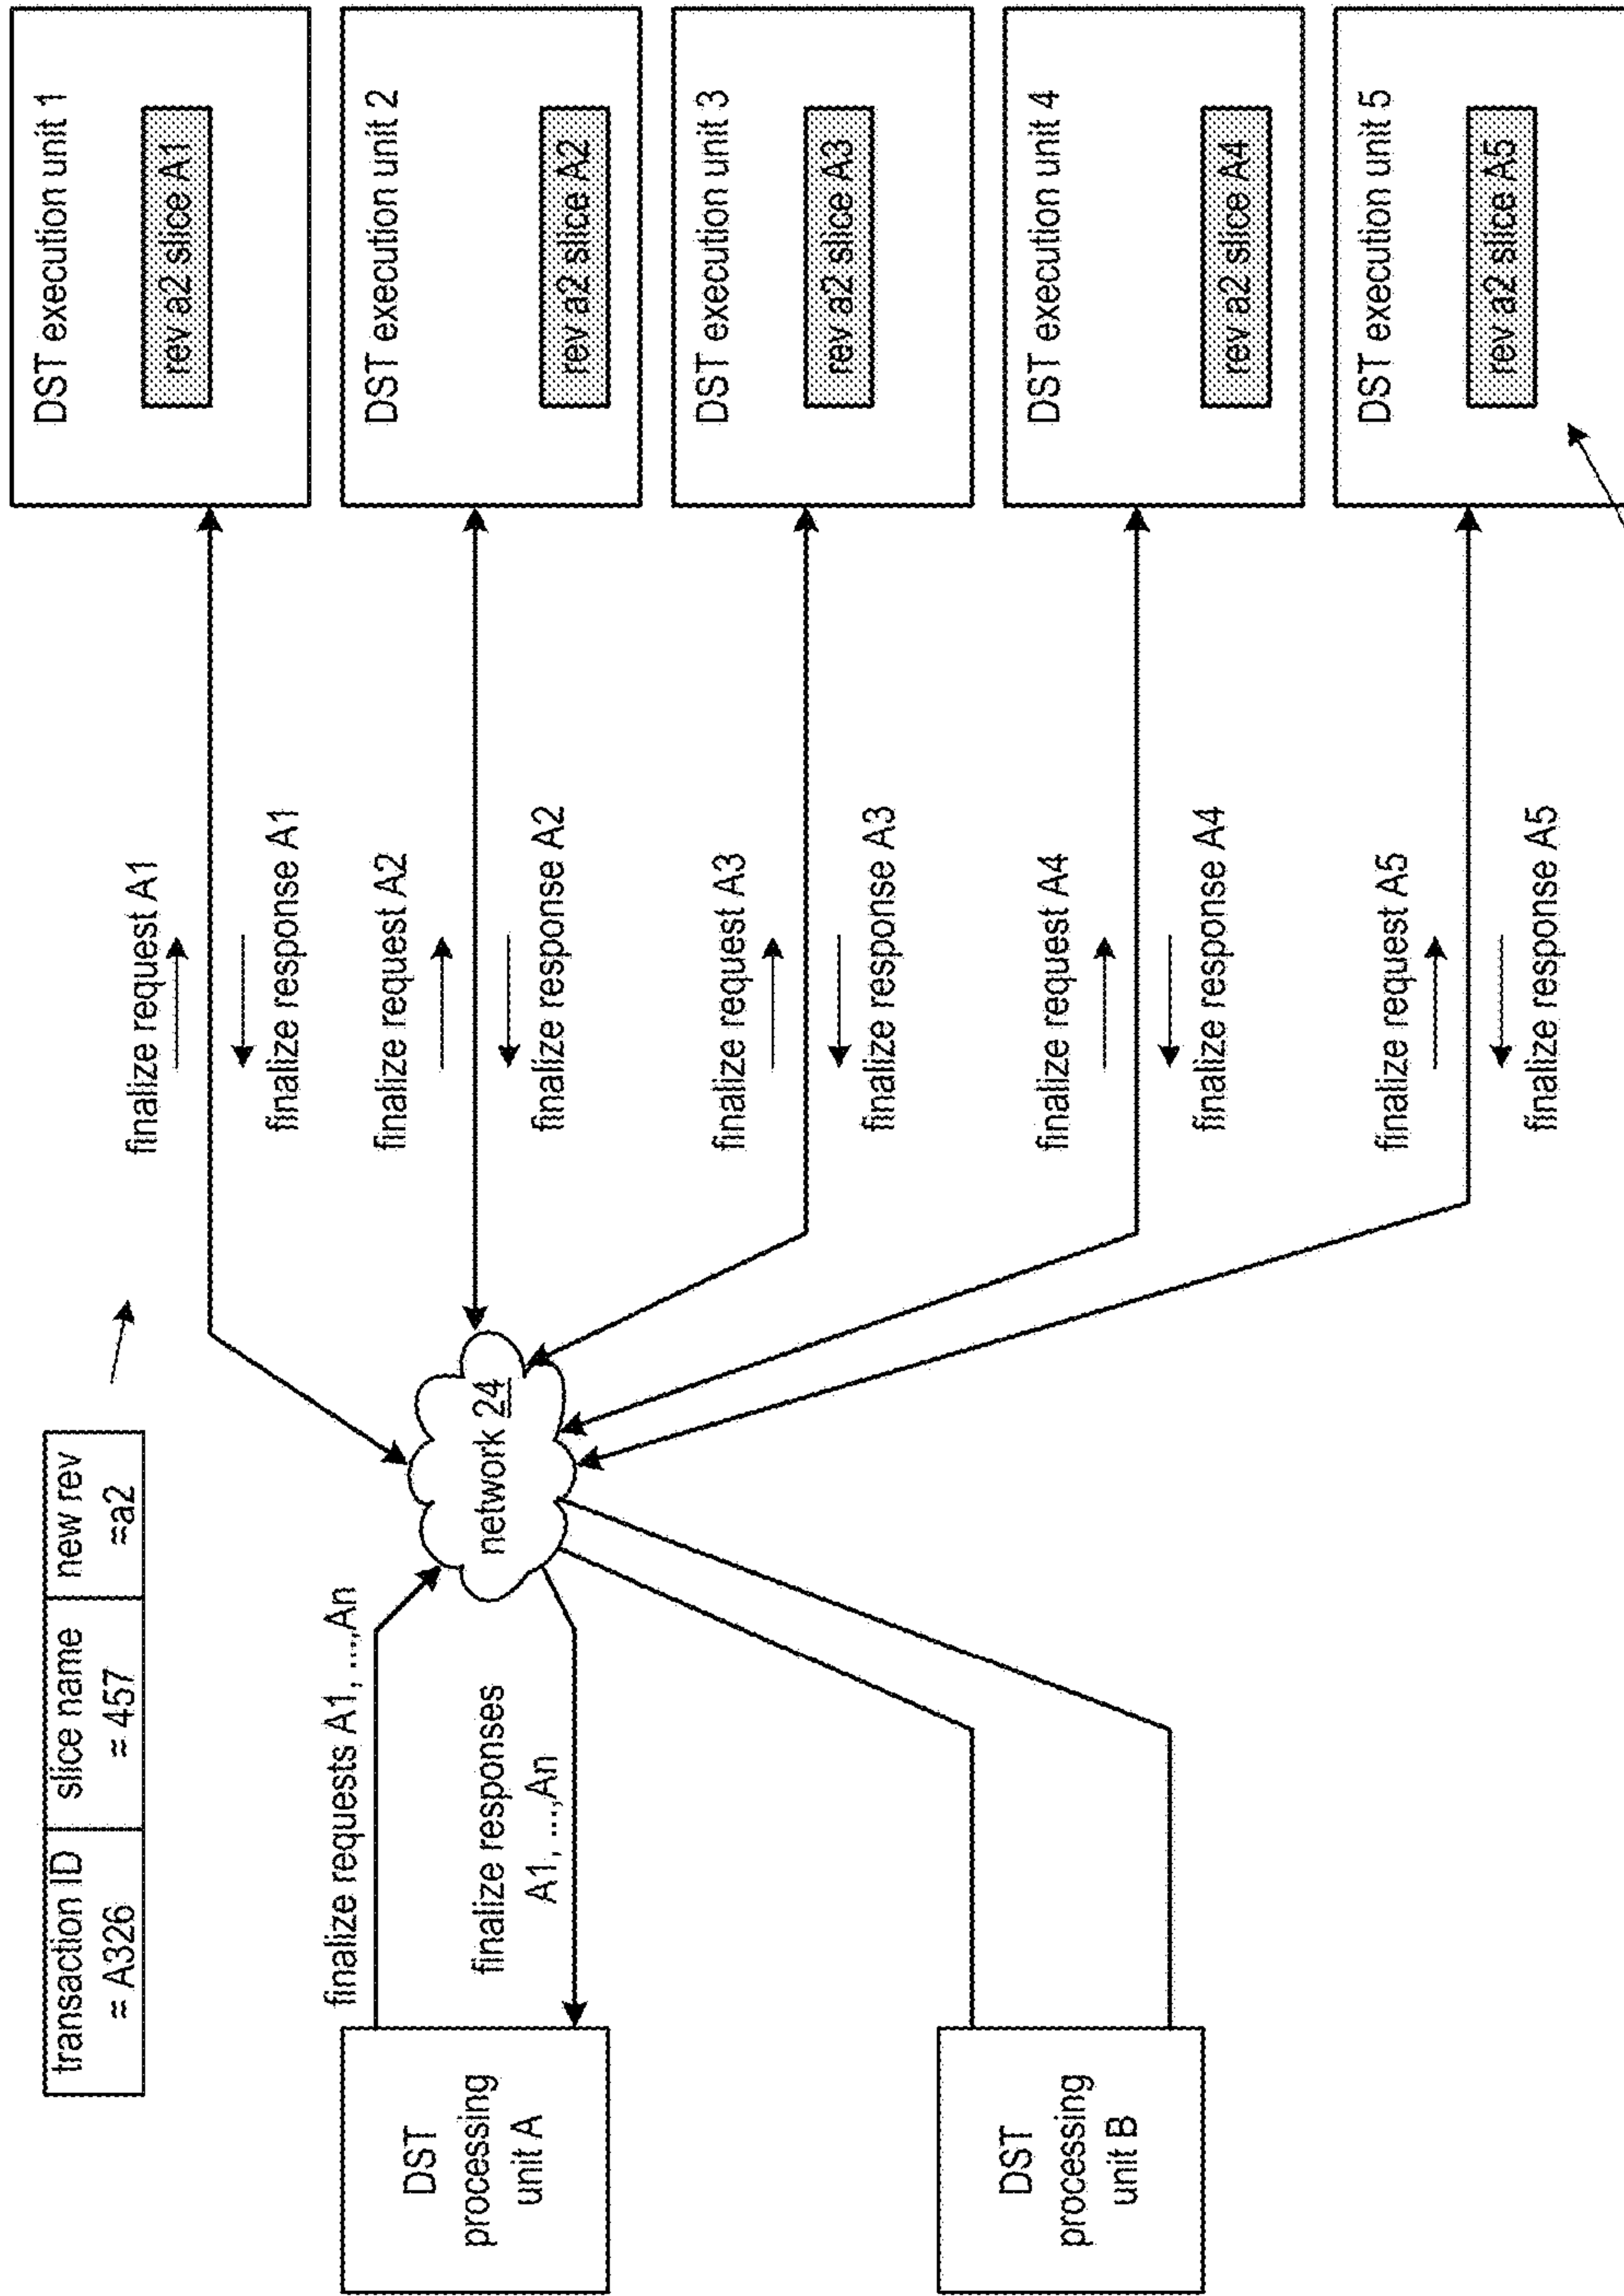 transaction ID
= A326
slice name
= 457
new rev
=a2
DST
processing
unit A
finalize requests A1, ...,An
finalize responses
A1, ...,An
DST
processing
unit B
network 24
finalize request A1
finalize response A1
finalize request A2
finalize response A2
finalize request A3
finalize response A3
finalize request A4
finalize response A4
finalize request A5
finalize response A5
DST execution unit 1
rev a2 slice A1
DST execution unit 2
rev a2 slice A2
DST execution unit 3
rev a2 slice A3
DST execution unit 4
rev a2 slice A4
DST execution unit 5
rev a2 slice A5